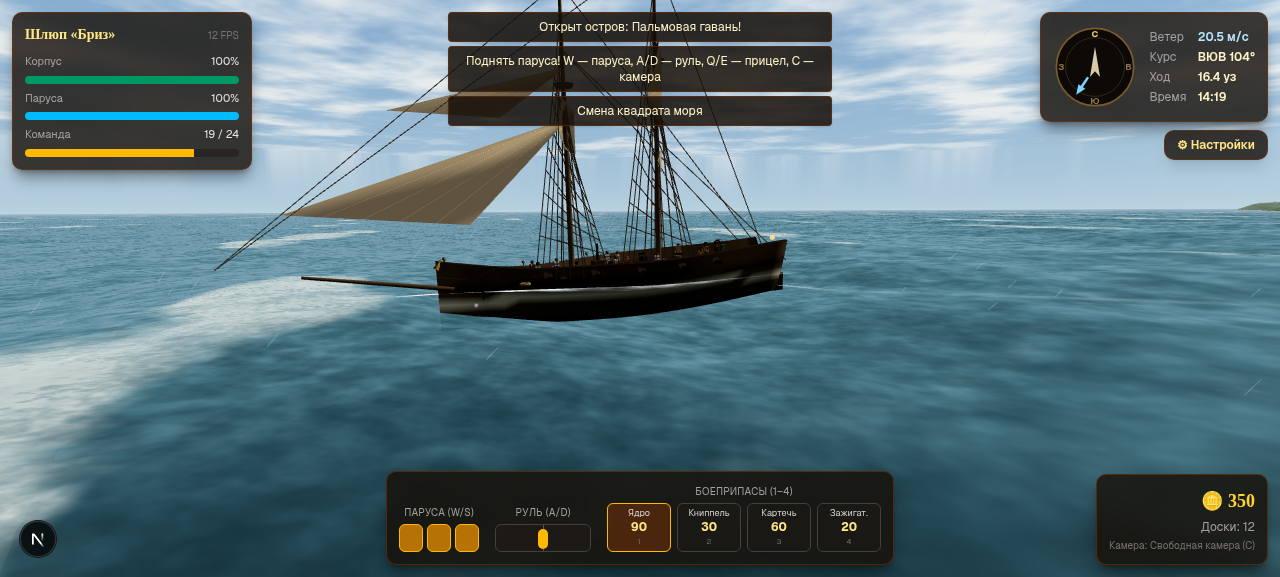 Шлюп «Бриз»
12 FPS
Корпус 100%
Паруса 100%
Команда 19 / 24
Открыт остров: Пальмовая гавань!
Поднять паруса! W — паруса, A/D — руль, Q/E — прицел, C —
камера
Смена квадрата моря
С
З
В
Ю
Ветер 20.5 м/с
Курс ВЮВ 104°
Ход 16.4 уз
Время 14:19
⚙ Настройки
N
ПАРУСА (W/S)
РУЛЬ (A/D)
БОЕПРИПАСЫ (1–4)
Ядро
90
1
Книппель
30
2
Картечь
60
3
Зажигат.
20
4
350
Доски: 12
Камера: Свободная камера (C)